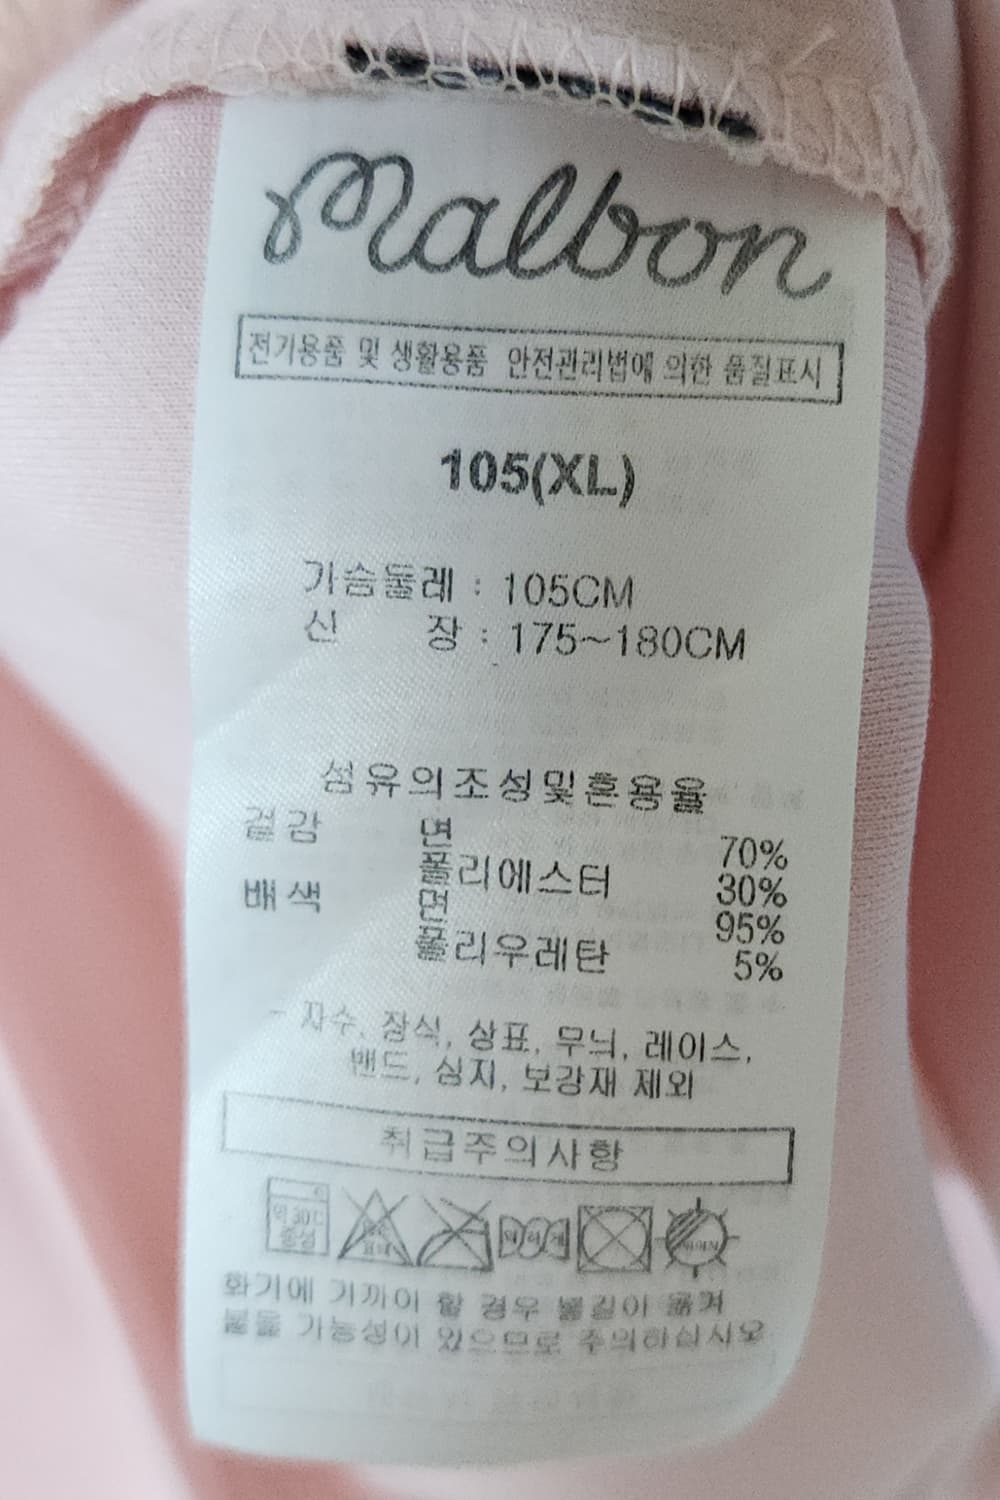 malbon
전기용품 및 생활용품 안전관리법에 의한 품질표시
105(XL)
가슴둘레 : 105CM
신 장 : 175~180CM
섬유의조성및혼용율
겉감 면 70%
폴리에스터 30%
배색 면 95%
폴리우레탄 5%
- 자수, 장식, 상표, 무늬, 레이스,
밴드, 심지, 보강재 제외
취급주의사항
약 30℃
중성
화기에 가까이 할 경우 불길이 옮겨
붙을 가능성이 있으므로 주의하십시오